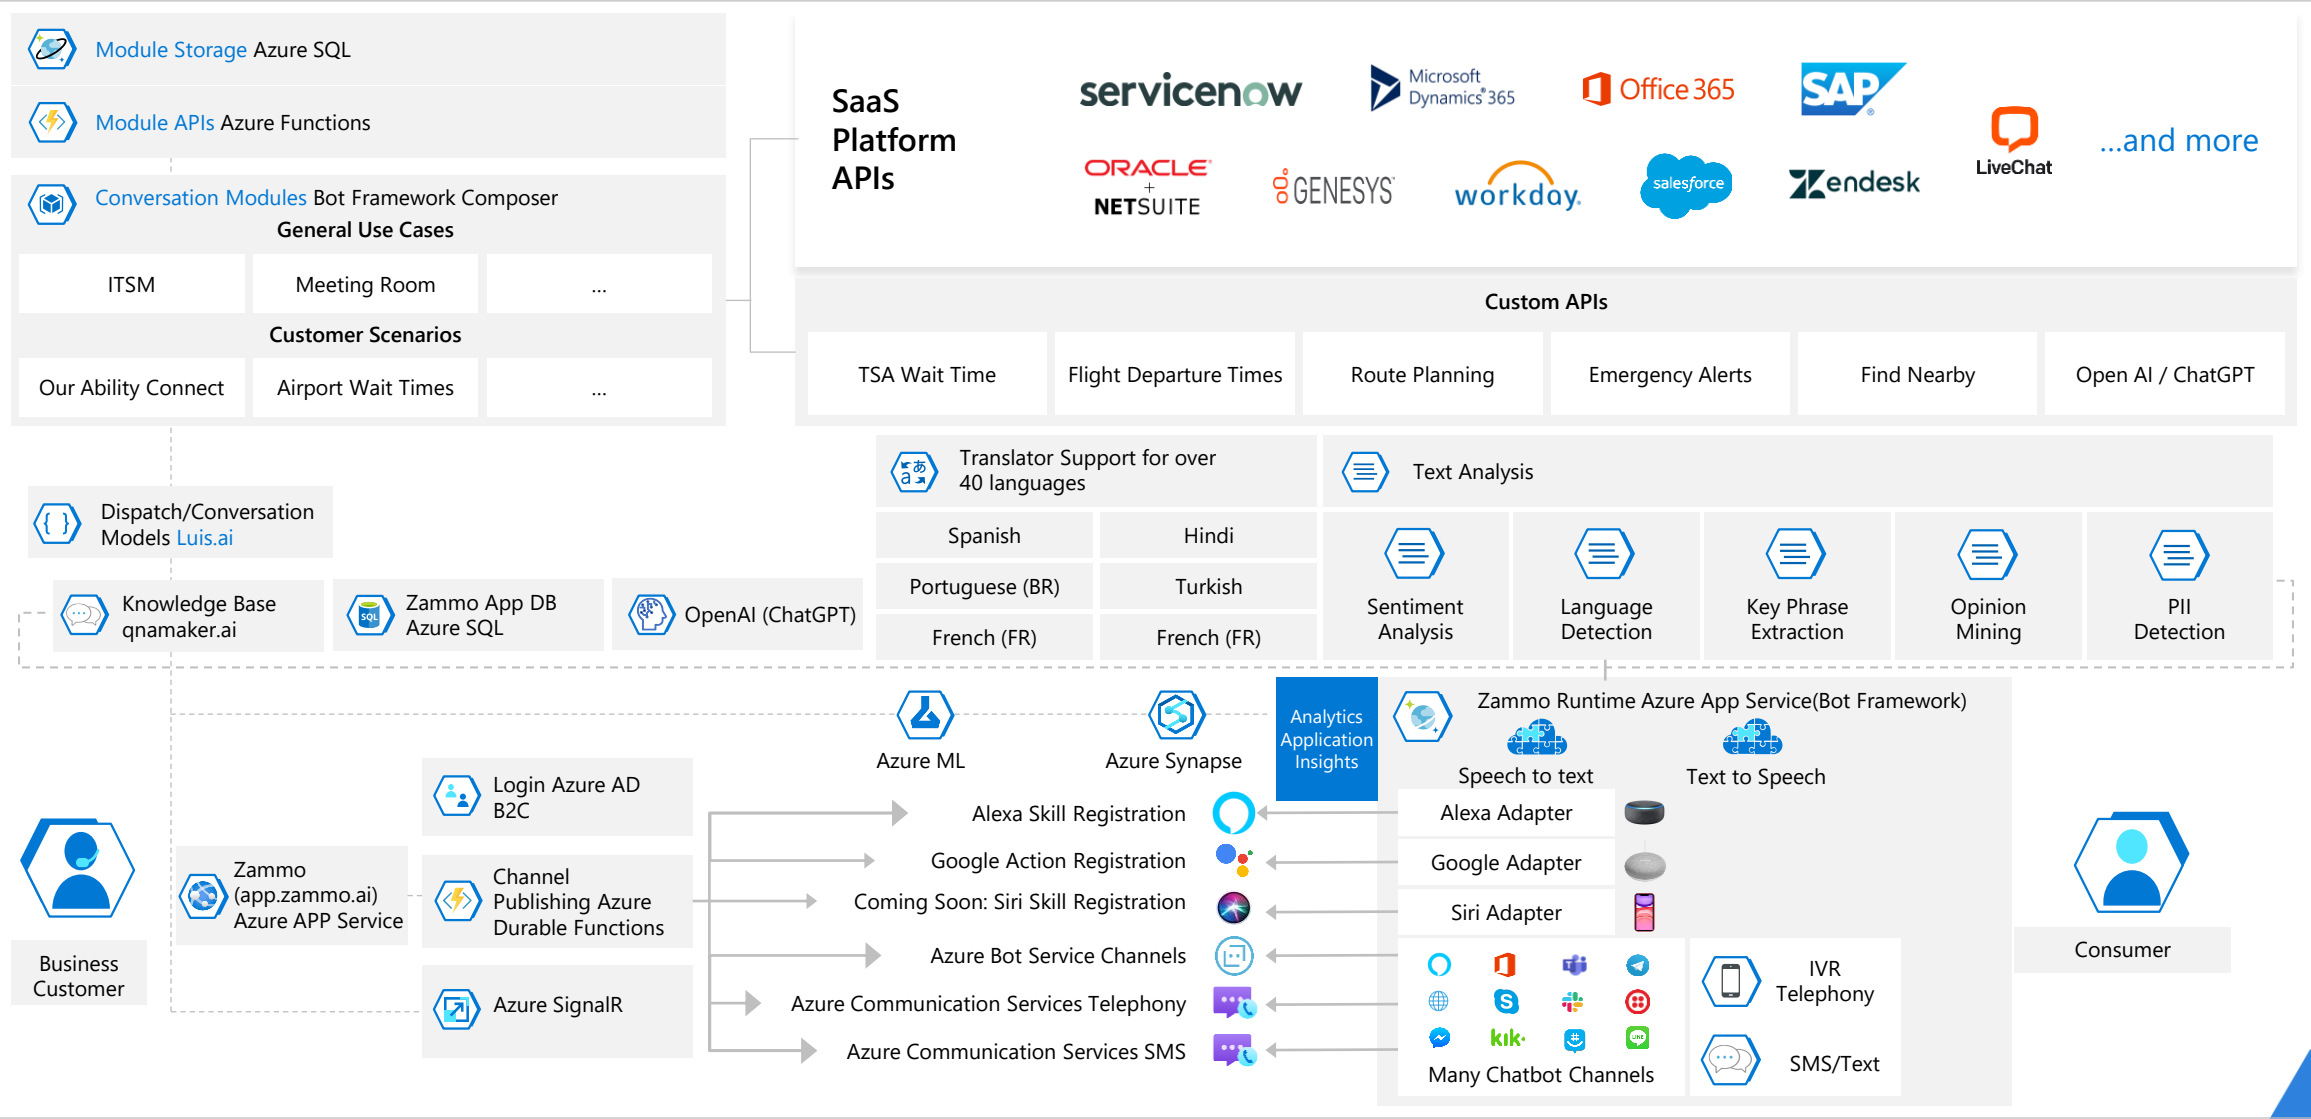 Module Storage Azure SQL
Module APIs Azure Functions
Conversation Modules Bot Framework Composer
General Use Cases
ITSM
Meeting Room
...
Customer Scenarios
Our Ability Connect
Airport Wait Times
...
SaaS
Platform
APIs
servicenow
Microsoft
Dynamics® 365
Office 365
SAP®
ORACLE®
+
NETSUITE
GENESYS™
workday.
salesforce
Zendesk
LiveChat
...and more
Custom APIs
TSA Wait Time
Flight Departure Times
Route Planning
Emergency Alerts
Find Nearby
Open AI / ChatGPT
Dispatch/Conversation
Models Luis.ai
Knowledge Base
qnamaker.ai
SQL
Zammo App DB
Azure SQL
OpenAI (ChatGPT)
あ
a
Translator Support for over
40 languages
Spanish
Hindi
Portuguese (BR)
Turkish
French (FR)
French (FR)
Text Analysis
Sentiment
Analysis
Language
Detection
Key Phrase
Extraction
Opinion
Mining
PII
Detection
Azure ML
Azure Synapse
Analytics
Application
Insights
Zammo Runtime Azure App Service(Bot Framework)
Speech to text
Text to Speech
Business
Customer
Zammo
(app.zammo.ai)
Azure APP Service
Login Azure AD
B2C
Channel
Publishing Azure
Durable Functions
Azure SignalR
Alexa Skill Registration
Google Action Registration
Coming Soon: Siri Skill Registration
Azure Bot Service Channels
Azure Communication Services Telephony
Azure Communication Services SMS
Alexa Adapter
Google Adapter
Siri Adapter
kik·
LINE
Many Chatbot Channels
IVR
Telephony
SMS/Text
Consumer